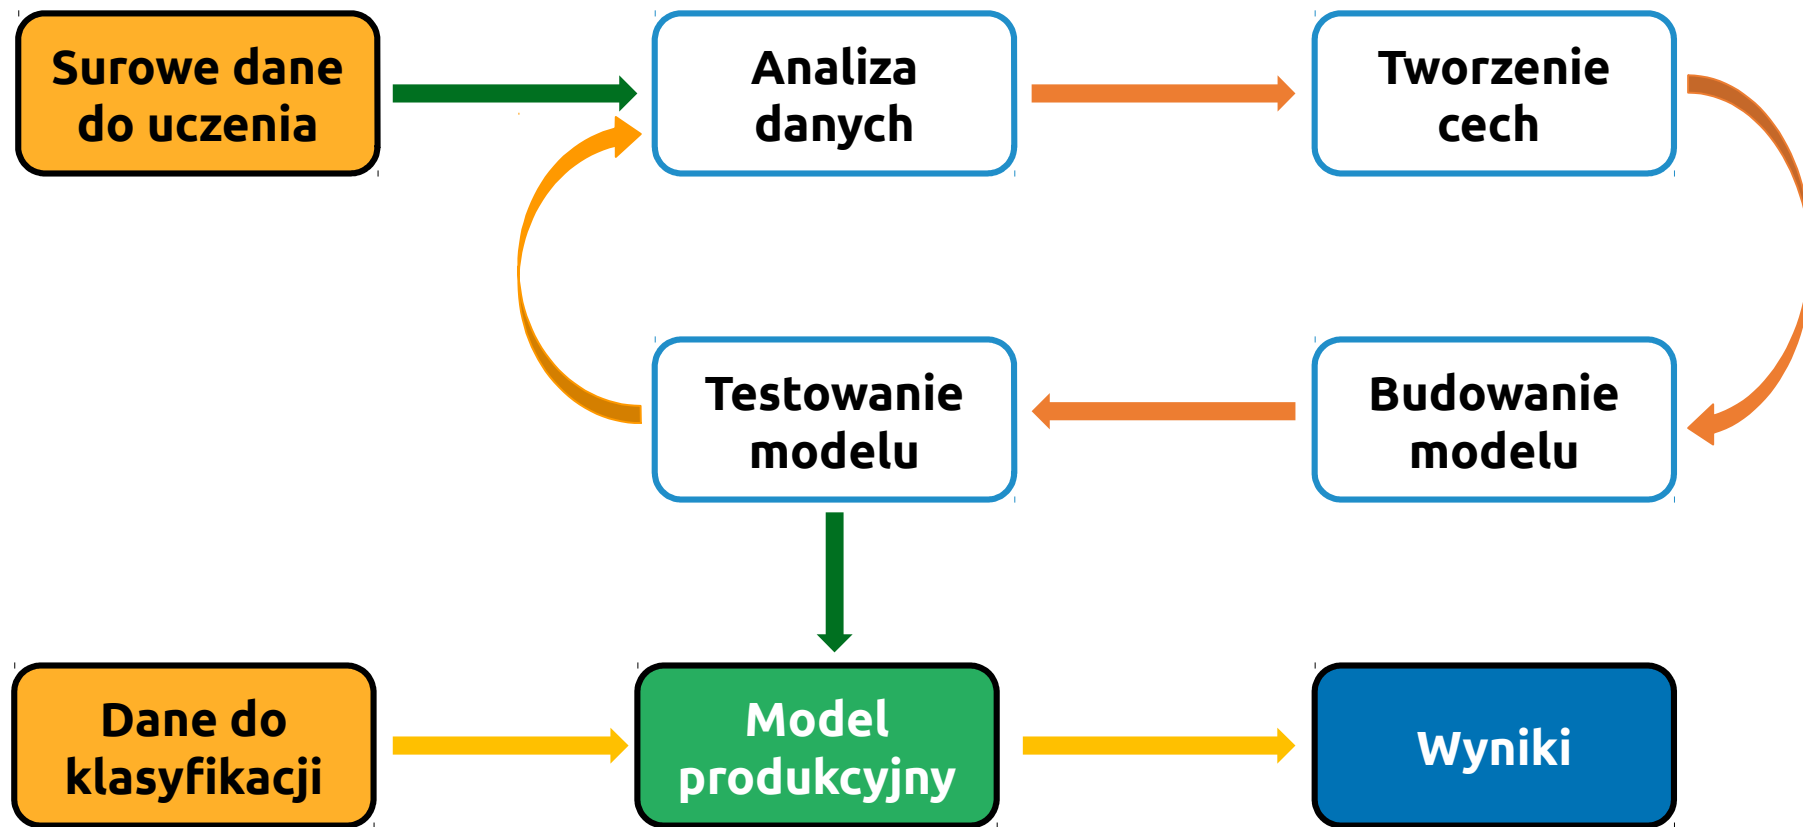 Surowe dane
do uczenia
Analiza
danych
Tworzenie
cech
Testowanie
modelu
Budowanie
modelu
Dane do
klasyfikacji
Model
produkcyjny
Wyniki